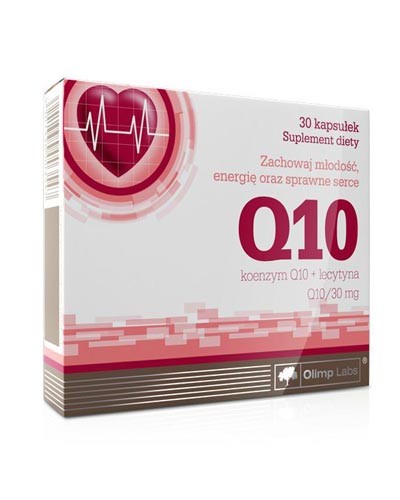 30 kapsułek
Suplement diety
Zachowaj młodość,
energię oraz sprawne serce
Q10
koenzym Q10 + lecytyna
Q10/30 mg
Olimp Labs®